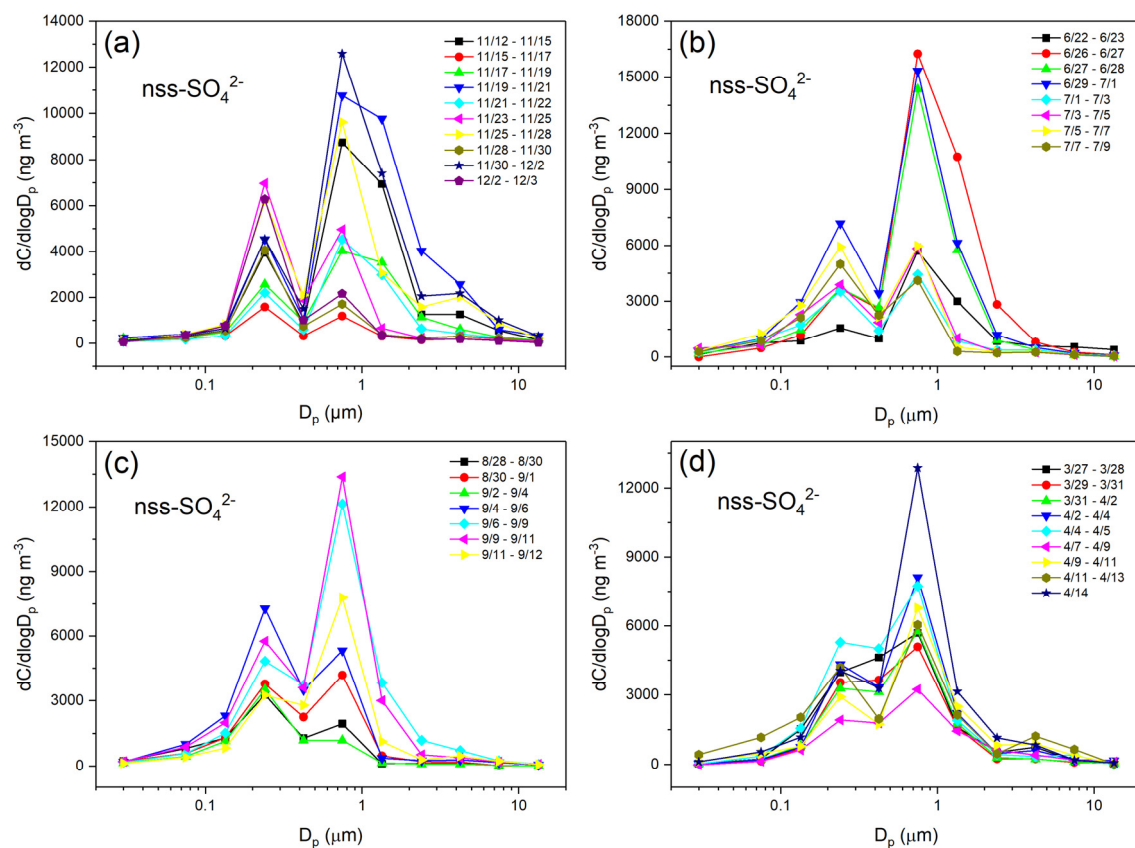 (a)
nss-SO₄²⁻
11/12 - 11/15
11/15 - 11/17
11/17 - 11/19
11/19 - 11/21
11/21 - 11/22
11/23 - 11/25
11/25 - 11/28
11/28 - 11/30
11/30 - 12/2
12/2 - 12/3
14000
12000
10000
8000
6000
4000
2000
0
dC/dlogDₚ (ng m⁻³)
0.1
1
10
Dₚ (µm)
(b)
nss-SO₄²⁻
6/22 - 6/23
6/26 - 6/27
6/27 - 6/28
6/29 - 7/1
7/1 - 7/3
7/3 - 7/5
7/5 - 7/7
7/7 - 7/9
18000
15000
12000
9000
6000
3000
0
dC/dlogDₚ (ng m⁻³)
0.1
1
10
Dₚ (µm)
(c)
nss-SO₄²⁻
8/28 - 8/30
8/30 - 9/1
9/2 - 9/4
9/4 - 9/6
9/6 - 9/9
9/9 - 9/11
9/11 - 9/12
15000
12000
9000
6000
3000
0
dC/dlogDₚ (ng m⁻³)
0.1
1
10
Dₚ (µm)
(d)
nss-SO₄²⁻
3/27 - 3/28
3/29 - 3/31
3/31 - 4/2
4/2 - 4/4
4/4 - 4/5
4/7 - 4/9
4/9 - 4/11
4/11 - 4/13
4/14
12000
10000
8000
6000
4000
2000
0
dC/dlogDₚ (ng m⁻³)
0.1
1
10
Dₚ (µm)